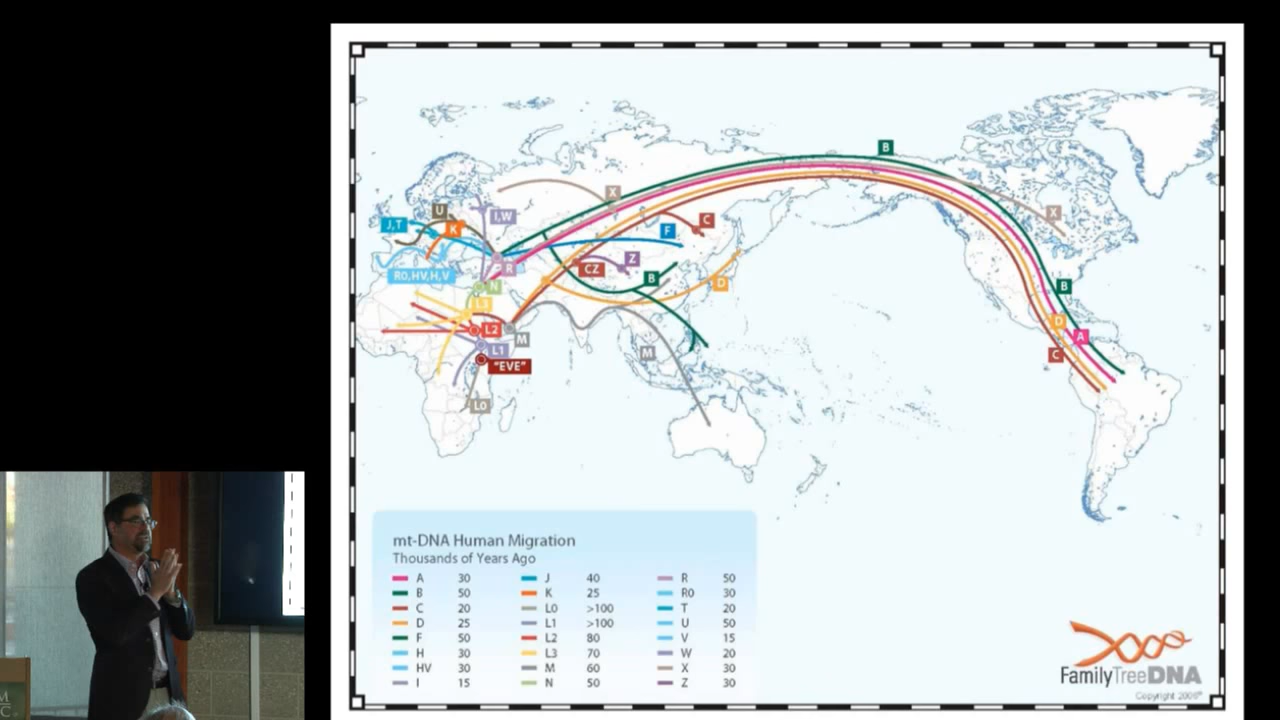 B
X
X
U
I,W
J,T
K
C
F
Z
R
CZ
B
R0,HV,H,V
N
D
B
L3
L2
M
D
A
L1
M
C
"EVE"
L0
mt-DNA Human Migration
Thousands of Years Ago
A 30 J 40 R 50
B 50 K 25 R0 30
C 20 L0 >100 T 20
D 25 L1 >100 U 50
F 50 L2 80 V 15
H 30 L3 70 W 20
HV 30 M 60 X 30
I 15 N 50 Z 30
FamilyTreeDNA
Copyright 2006
M
C